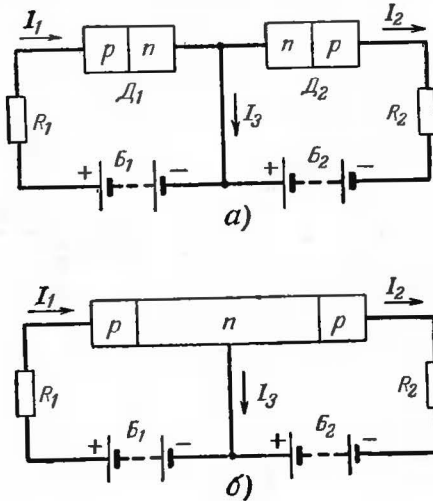 I₁ I₂
p n n p
Д₁ Д₂
I₃
R₁ R₂
+ Б₁ − + Б₂ −
а)
I₁ I₂
p n p
I₃
R₁ R₂
+ Б₁ − + Б₂ −
б)